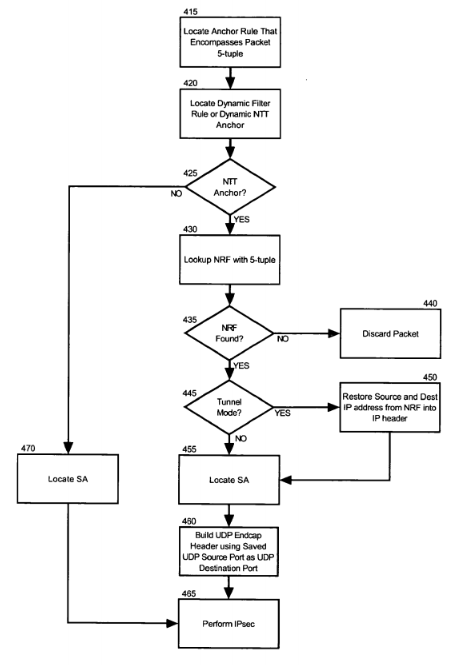 415
Locate Anchor Rule That
Encompasses Packet
5-tuple
420
Locate Dynamic Filter
Rule or Dynamic NTT
Anchor
425
NTT
Anchor?
NO
YES
430
Lookup NRF with 5-tuple
435
NRF
Found?
NO
YES
440
Discard Packet
445
Tunnel
Mode?
YES
NO
450
Restore Source and Dest
IP address from NRF into
IP header
470
Locate SA
455
Locate SA
460
Build UDP Endcap
Header using Saved
UDP Source Port as UDP
Destination Port
465
Perform IPsec